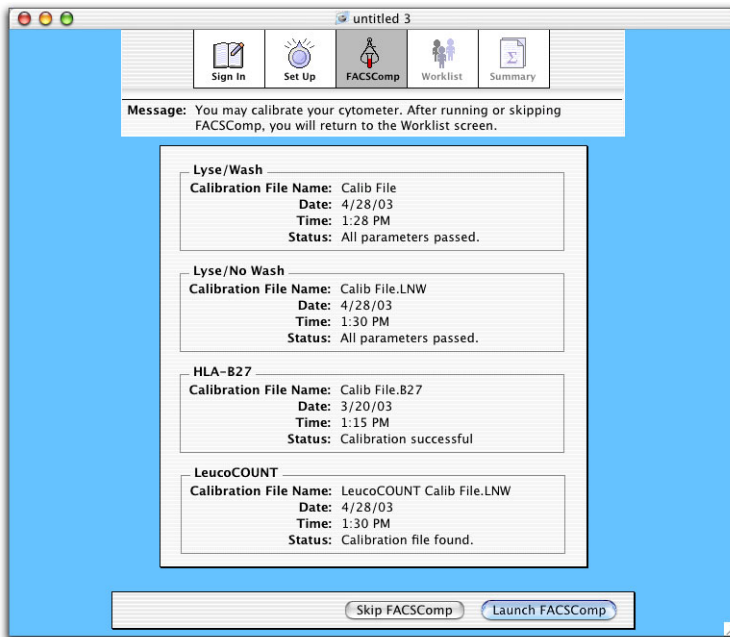 untitled 3
Sign In
Set Up
FACSComp
Worklist
Summary
Message: You may calibrate your cytometer. After running or skipping
FACSComp, you will return to the Worklist screen.
Lyse/Wash
Calibration File Name: Calib File
Date: 4/28/03
Time: 1:28 PM
Status: All parameters passed.
Lyse/No Wash
Calibration File Name: Calib File.LNW
Date: 4/28/03
Time: 1:30 PM
Status: All parameters passed.
HLA-B27
Calibration File Name: Calib File.B27
Date: 3/20/03
Time: 1:15 PM
Status: Calibration successful
LeucoCOUNT
Calibration File Name: LeucoCOUNT Calib File.LNW
Date: 4/28/03
Time: 1:30 PM
Status: Calibration file found.
Skip FACSComp
Launch FACSComp